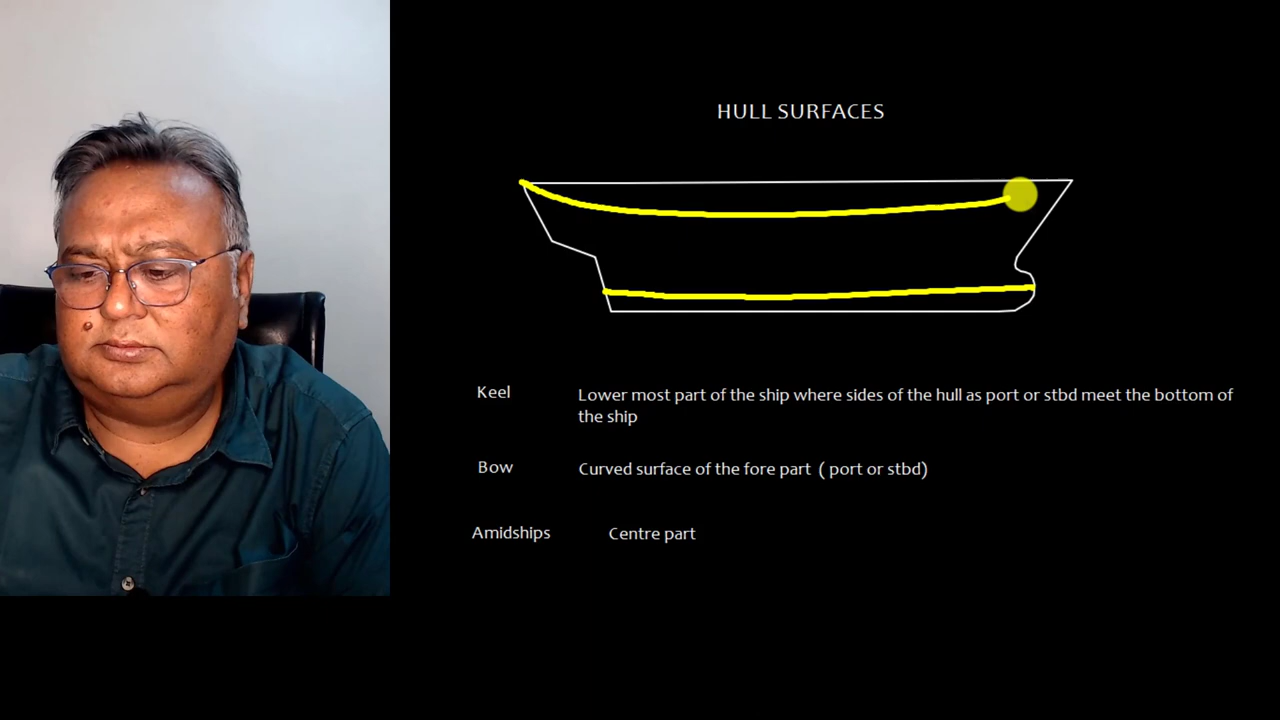 HULL SURFACES
Keel
Lower most part of the ship where sides of the hull as port or stbd meet the bottom of
the ship
Bow
Curved surface of the fore part ( port or stbd)
Amidships
Centre part